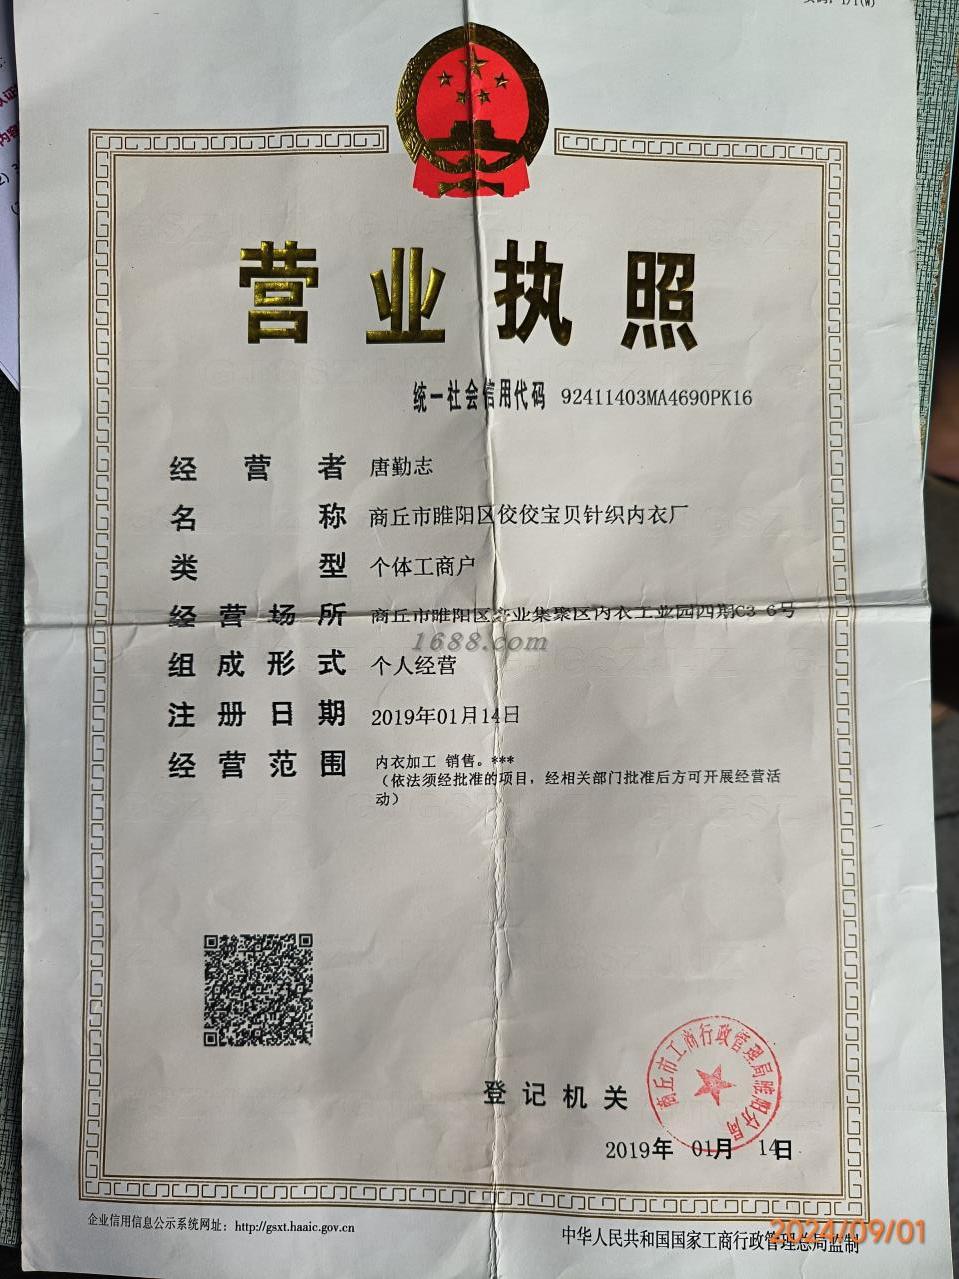 页码：1/1(W)
营业执照
统一社会信用代码 92411403MA4690PK16
经营者 唐勤志
名称 商丘市睢阳区佼佼宝贝针织内衣厂
类型 个体工商户
经营场所 商丘市睢阳区产业集聚区内衣工业园四期C3-6号
1688.com
组成形式 个人经营
注册日期 2019年01月14日
经营范围 内衣加工 销售。***
（依法须经批准的项目，经相关部门批准后方可开展经营活
动）
商丘市工商行政管理局睢阳分局
登记机关
2019年 01月 14日
企业信用信息公示系统网址：http://gsxt.haaic.gov.cn
中华人民共和国国家工商行政管理总局监制
2024/09/01